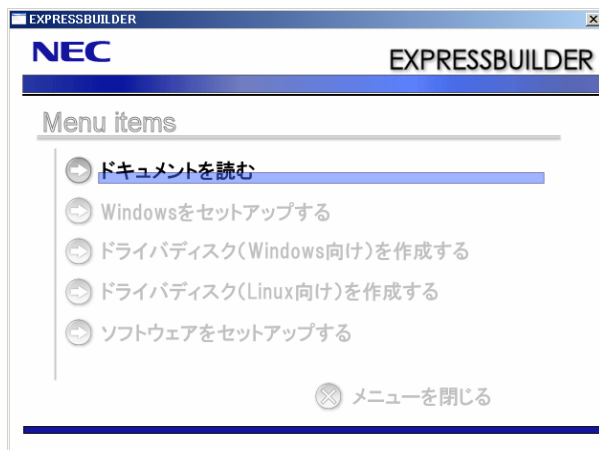 EXPRESSBUILDER
NEC
EXPRESSBUILDER
Menu items
ドキュメントを読む
Windowsをセットアップする
ドライバディスク(Windows向け)を作成する
ドライバディスク(Linux向け)を作成する
ソフトウェアをセットアップする
メニューを閉じる